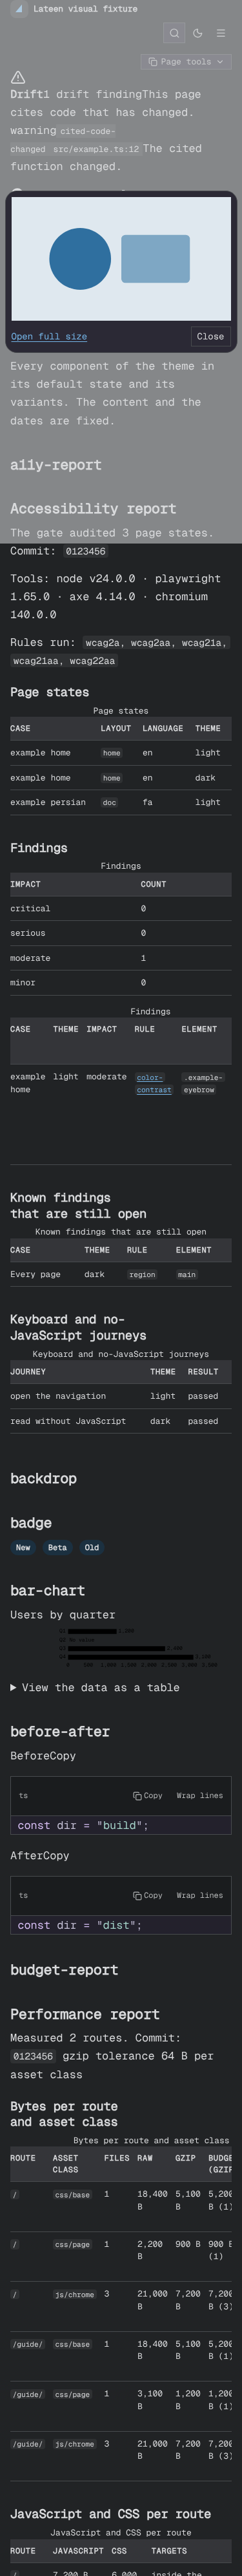 Lateen visual fixture
Page tools
Drift1 drift findingThis page
cites code that has changed.
warning cited-code-
changed src/example.ts:12 The cited
function changed.
Open full size
Close
Every component of the theme in
its default state and its
variants. The content and the
dates are fixed.
a11y-report
Accessibility report
The gate audited 3 page states.
Commit: 0123456
Tools: node v24.0.0 · playwright
1.65.0 · axe 4.14.0 · chromium
140.0.0
Rules run: wcag2a, wcag2aa, wcag21a,
wcag21aa, wcag22aa
Page states
Page states
CASE LAYOUT LANGUAGE THEME
example home home en light
example home home en dark
example persian doc fa light
Findings
Findings
IMPACT COUNT
critical 0
serious 0
moderate 1
minor 0
Findings
CASE THEME IMPACT RULE ELEMENT
example light moderate color- .example-
home contrast eyebrow
Known findings
that are still open
Known findings that are still open
CASE THEME RULE ELEMENT
Every page dark region main
Keyboard and no-
JavaScript journeys
Keyboard and no-JavaScript journeys
JOURNEY THEME RESULT
open the navigation light passed
read without JavaScript dark passed
backdrop
badge
New Beta Old
bar-chart
Users by quarter
View the data as a table
before-after
BeforeCopy
ts Copy Wrap lines
const dir = "build";
AfterCopy
ts Copy Wrap lines
const dir = "dist";
budget-report
Performance report
Measured 2 routes. Commit:
0123456 gzip tolerance 64 B per
asset class
Bytes per route
and asset class
Bytes per route and asset class
ROUTE ASSET FILES RAW GZIP
CLASS (GZIP
/ css/base 1 18,400 5,100 5,200
B B B (1)
/ css/page 1 2,200 900 B 900 B
B (1)
/ js/chrome 3 21,000 7,200 7,200
B B B (3)
/guide/ css/base 1 18,400 5,100 5,200
B B B (1)
/guide/ css/page 1 3,100 1,200 1,200
B B B (1)
/guide/ js/chrome 3 21,000 7,200 7,200
B B B (3)
JavaScript and CSS per route
JavaScript and CSS per route
ROUTE JAVASCRIPT CSS TARGETS